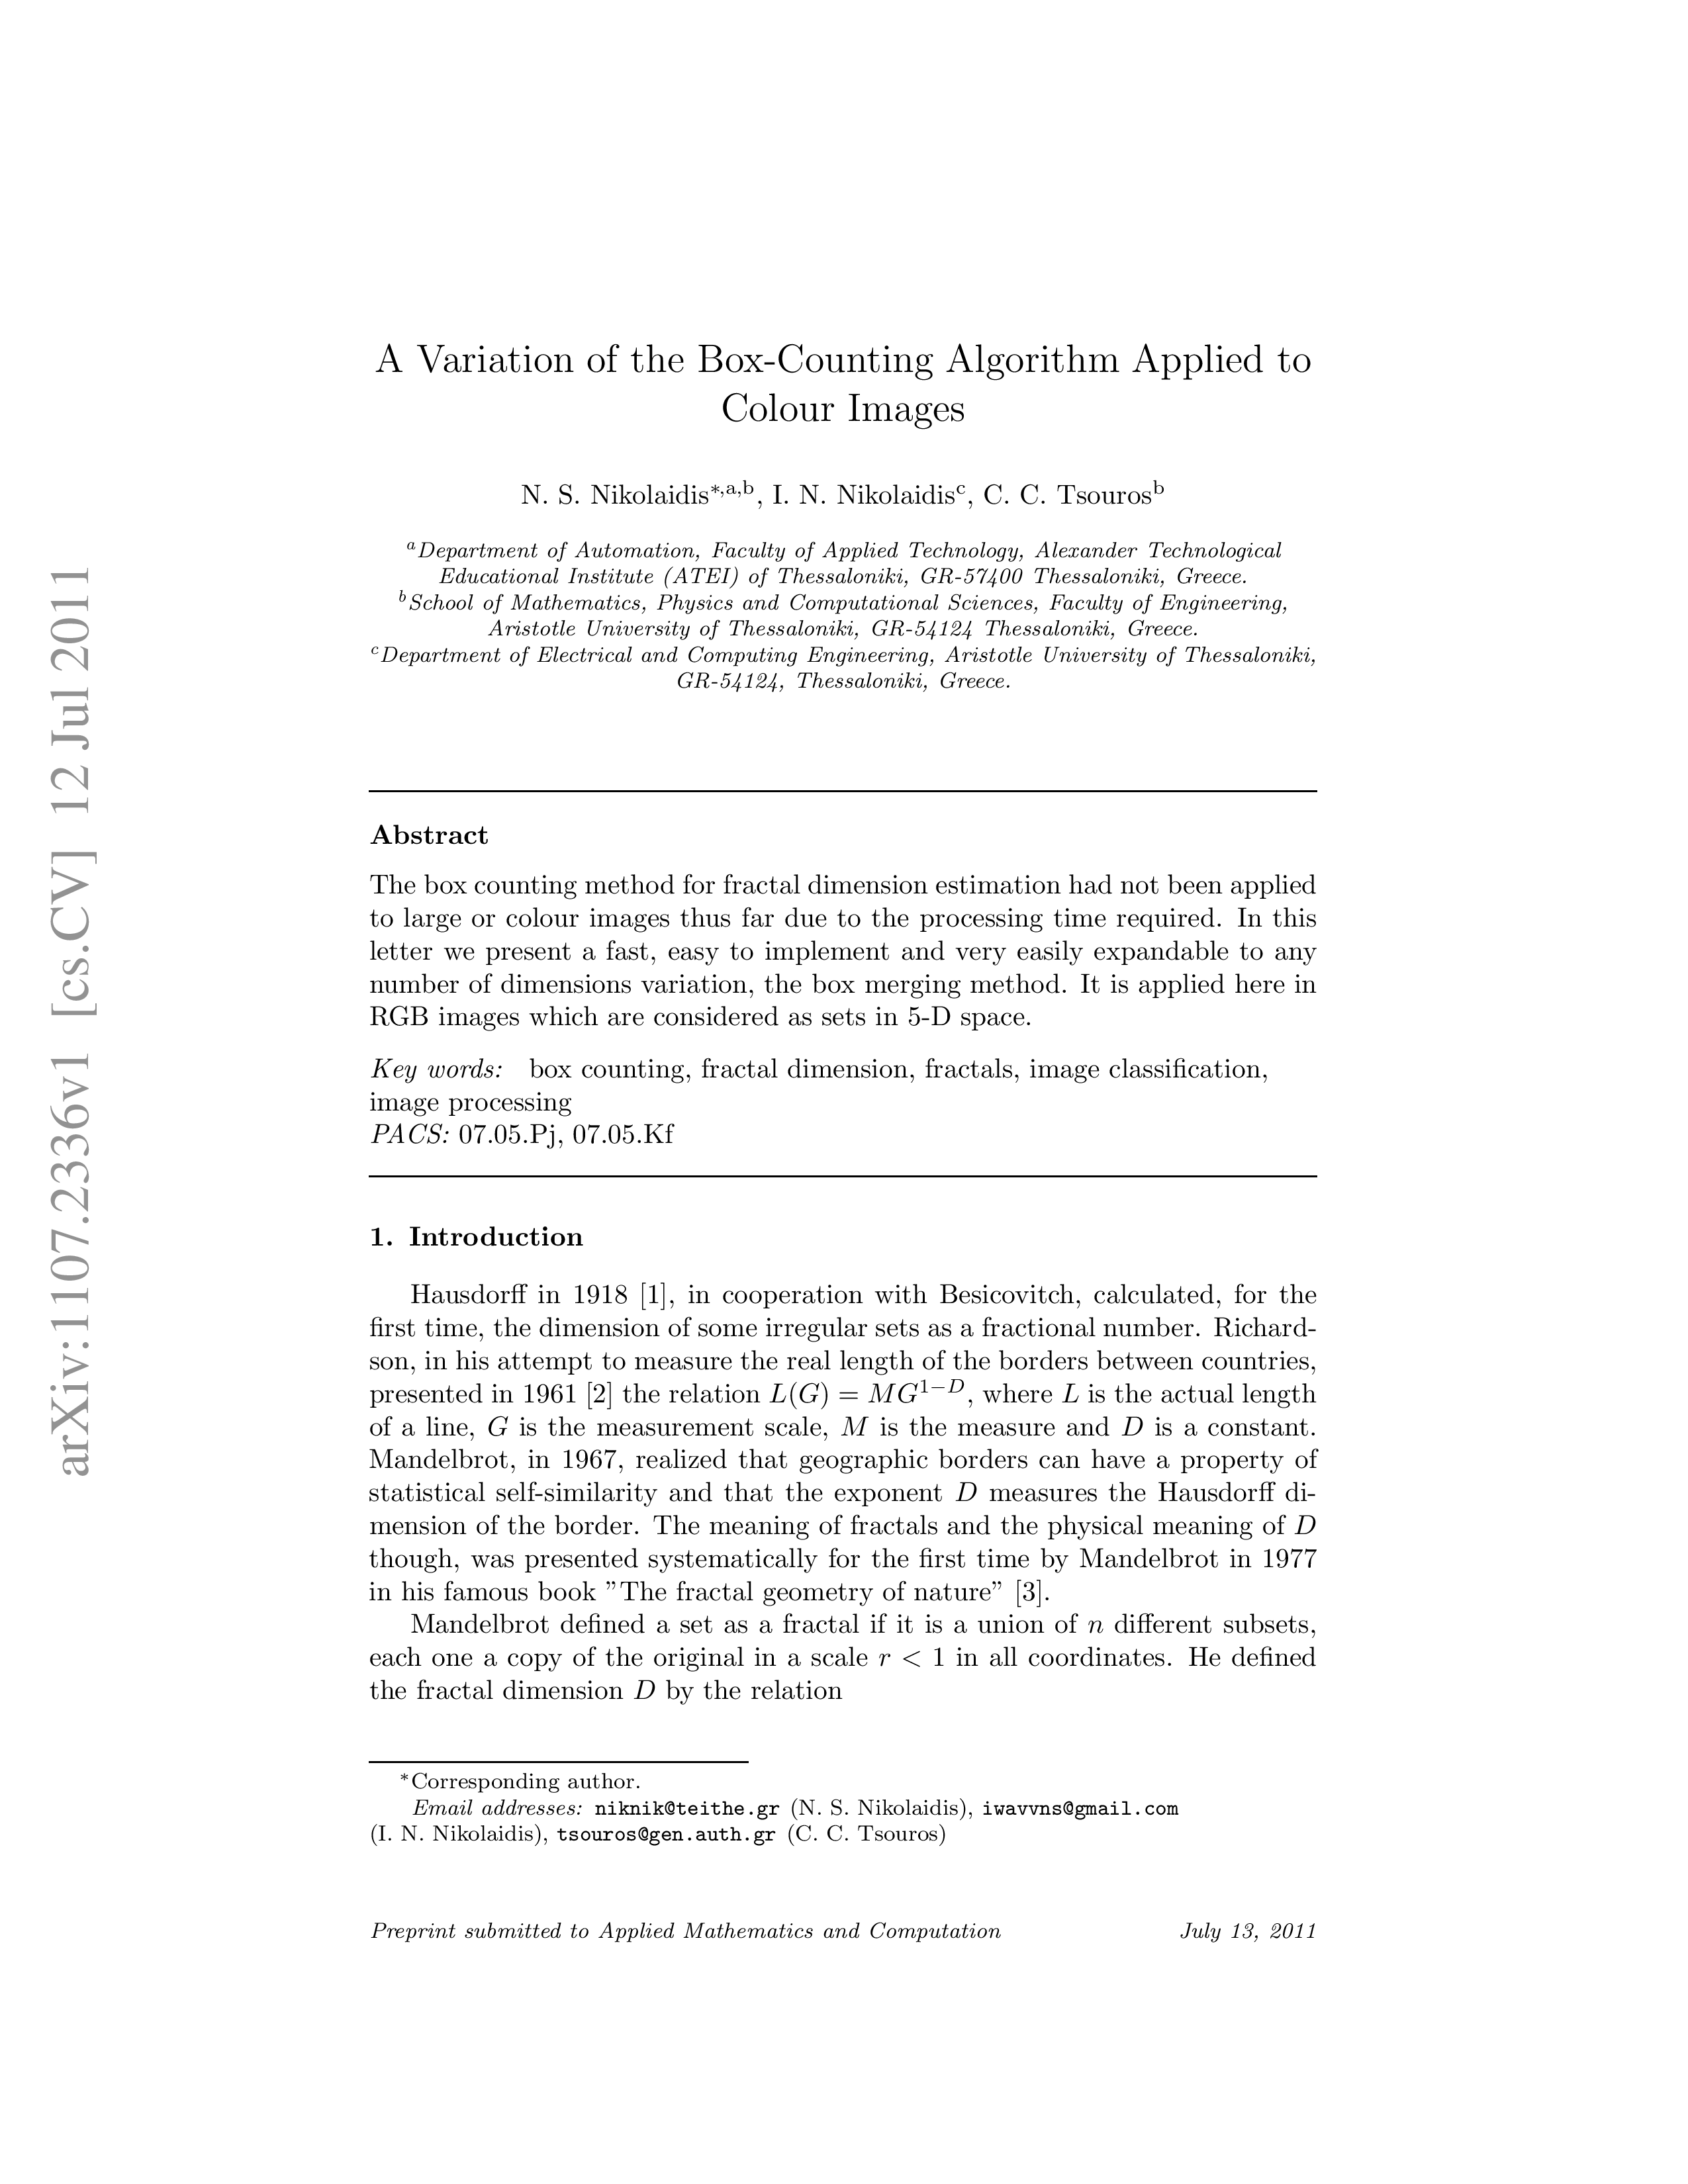 arXiv:1107.2336v1 [cs.CV] 12 Jul 2011
A Variation of the Box-Counting Algorithm Applied to
Colour Images
N. S. Nikolaidis*,a,b, I. N. Nikolaidisc, C. C. Tsourosb
aDepartment of Automation, Faculty of Applied Technology, Alexander Technological
Educational Institute (ATEI) of Thessaloniki, GR-57400 Thessaloniki, Greece.
bSchool of Mathematics, Physics and Computational Sciences, Faculty of Engineering,
Aristotle University of Thessaloniki, GR-54124 Thessaloniki, Greece.
cDepartment of Electrical and Computing Engineering, Aristotle University of Thessaloniki,
GR-54124, Thessaloniki, Greece.
Abstract
The box counting method for fractal dimension estimation had not been applied
to large or colour images thus far due to the processing time required. In this
letter we present a fast, easy to implement and very easily expandable to any
number of dimensions variation, the box merging method. It is applied here in
RGB images which are considered as sets in 5-D space.
Key words: box counting, fractal dimension, fractals, image classification,
image processing
PACS: 07.05.Pj, 07.05.Kf
1. Introduction
Hausdorff in 1918 [1], in cooperation with Besicovitch, calculated, for the
first time, the dimension of some irregular sets as a fractional number. Richard-
son, in his attempt to measure the real length of the borders between countries,
presented in 1961 [2] the relation L(G) = MG^{1−D}, where L is the actual length
of a line, G is the measurement scale, M is the measure and D is a constant.
Mandelbrot, in 1967, realized that geographic borders can have a property of
statistical self-similarity and that the exponent D measures the Hausdorff di-
mension of the border. The meaning of fractals and the physical meaning of D
though, was presented systematically for the first time by Mandelbrot in 1977
in his famous book ”The fractal geometry of nature” [3].
Mandelbrot defined a set as a fractal if it is a union of n different subsets,
each one a copy of the original in a scale r < 1 in all coordinates. He defined
the fractal dimension D by the relation
*Corresponding author.
Email addresses: niknik@teithe.gr (N. S. Nikolaidis), iwavvns@gmail.com
(I. N. Nikolaidis), tsouros@gen.auth.gr (C. C. Tsouros)
Preprint submitted to Applied Mathematics and Computation July 13, 2011